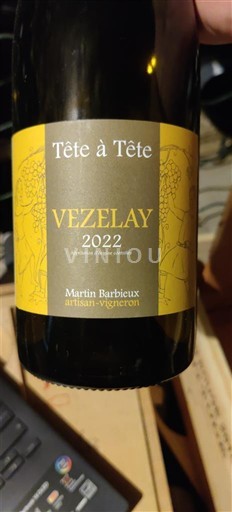 Tête à Tête
VEZELAY
2022
VINIOU
Martin Barbieux
artisan-vigneron